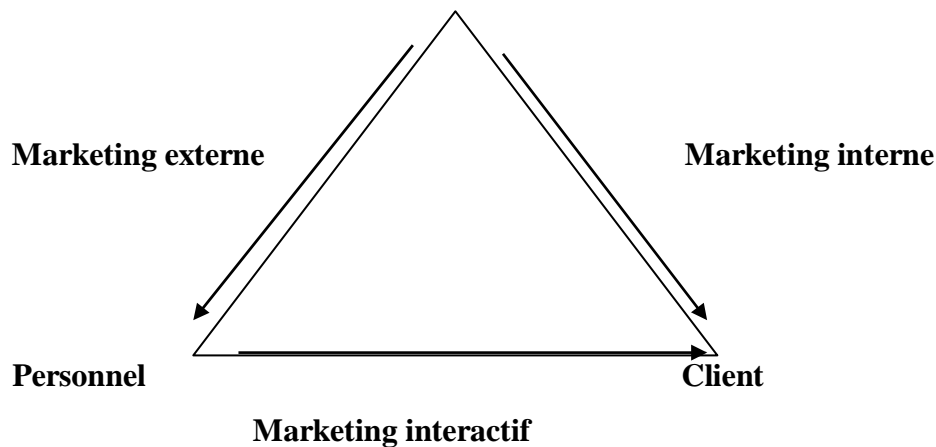 Marketing externe
Marketing interne
Personnel
Client
Marketing interactif